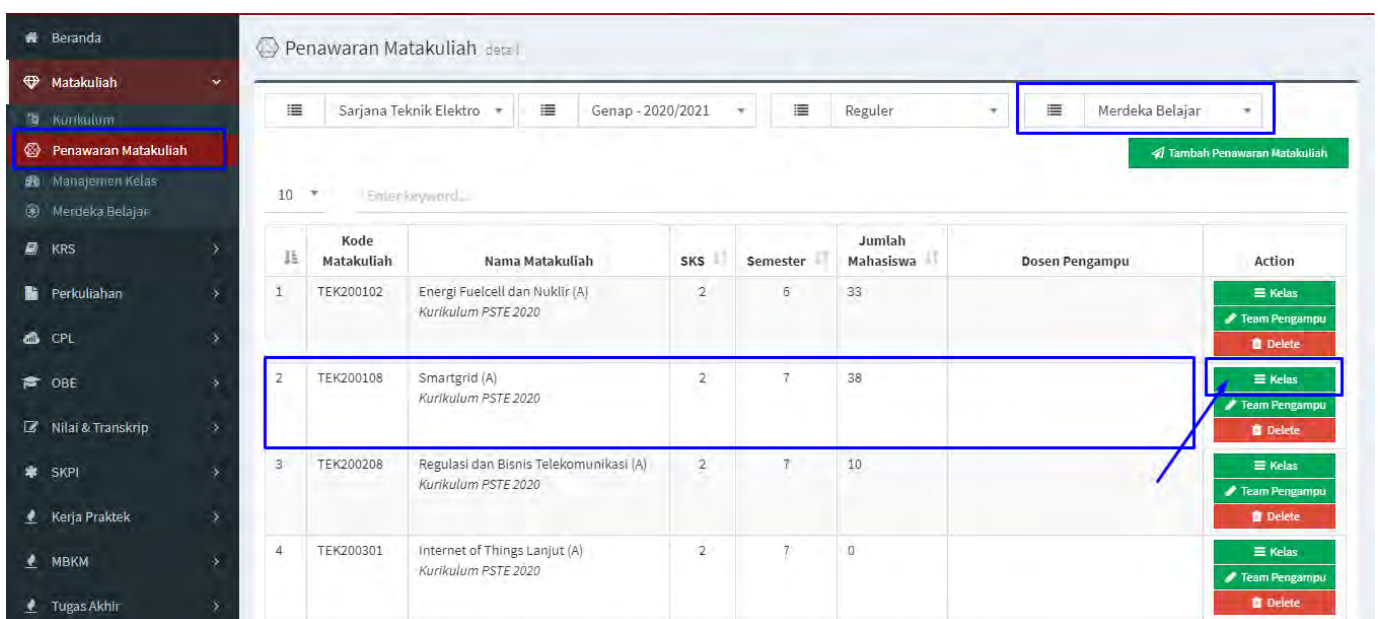 Beranda
Matakuliah
Kurikulum
Penawaran Matakuliah
Manajemen Kelas
Merdeka Belajar
KRS
Perkuliahan
CPL
OBE
Nilai & Transkrip
SKPI
Kerja Praktek
MBKM
Tugas Akhir
Penawaran Matakuliah detail
Sarjana Teknik Elektro
Genap - 2020/2021
Reguler
Merdeka Belajar
Tambah Penawaran Matakuliah
10 Enter keyword...
Kode Matakuliah Nama Matakuliah SKS Semester Jumlah Mahasiswa Dosen Pengampu Action
1 TEK200102 Energi Fuelcell dan Nuklir (A) 2 6 33 Kelas
Kurikulum PSTE 2020 Team Pengampu
Delete
2 TEK200108 Smartgrid (A) 2 7 38 Kelas
Kurikulum PSTE 2020 Team Pengampu
Delete
3 TEK200208 Regulasi dan Bisnis Telekomunikasi (A) 2 7 10 Kelas
Kurikulum PSTE 2020 Team Pengampu
Delete
4 TEK200301 Internet of Things Lanjut (A) 2 7 0 Kelas
Kurikulum PSTE 2020 Team Pengampu
Delete